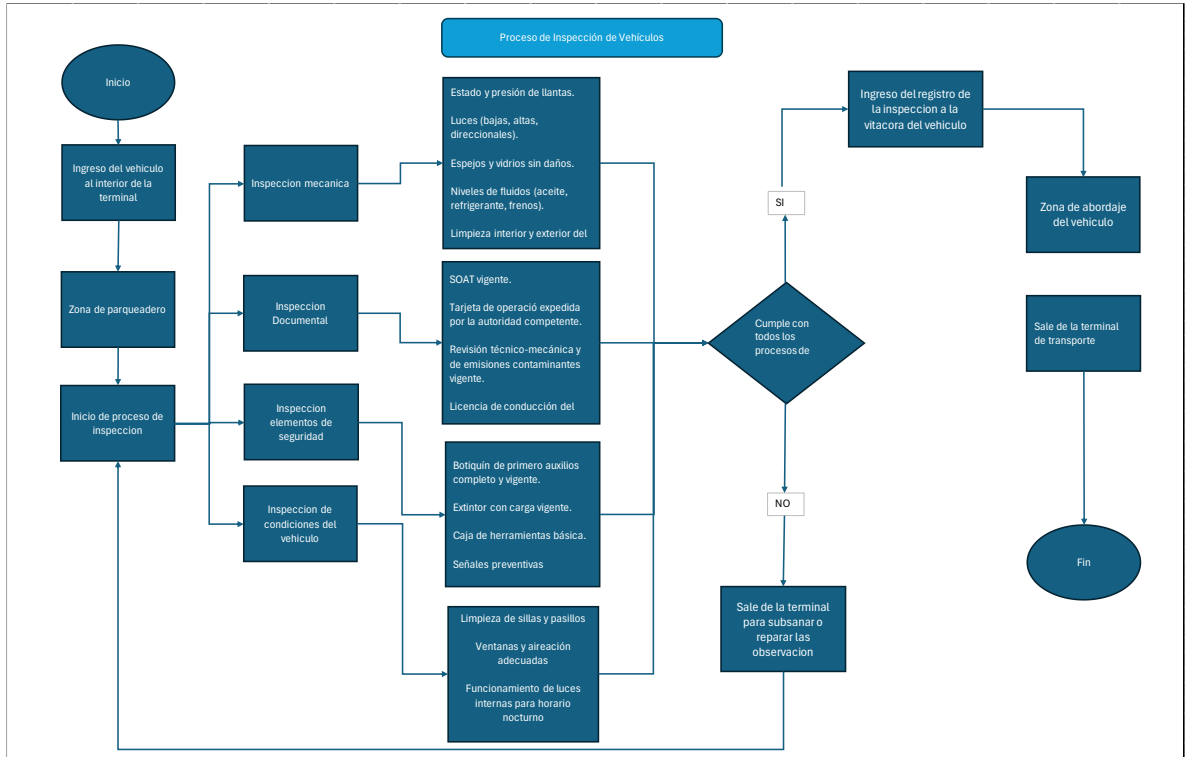 Proceso de Inspección de Vehículos
Inicio
Ingreso del vehiculo
al interior de la
terminal
Zona de parqueadero
Inicio de proceso de
inspeccion
Inspeccion mecanica
Inspeccion
Documental
Inspeccion
elementos de
seguridad
Inspeccion de
condiciones del
vehiculo
Estado y presión de llantas.
Luces (bajas, altas,
direccionales).
Espejos y vidrios sin daños.
Niveles de fluidos (aceite,
refrigerante, frenos).
Limpieza interior y exterior del
SOAT vigente.
Tarjeta de operació expedida
por la autoridad competente.
Revisión técnico-mecánica y
de emisiones contaminantes
vigente.
Licencia de conducción del
Botiquín de primero auxilios
completo y vigente.
Extintor con carga vigente.
Caja de herramientas básica.
Señales preventivas
Limpieza de sillas y pasillos
Ventanas y aireación
adecuadas
Funcionamiento de luces
internas para horario
nocturno
Cumple con
todos los
procesos de
SI
Ingreso del registro de
la inspeccion a la
vitacora del vehiculo
Zona de abordaje
del vehiculo
Sale de la terminal
de transporte
Fin
NO
Sale de la terminal
para subsanar o
reparar las
observacion